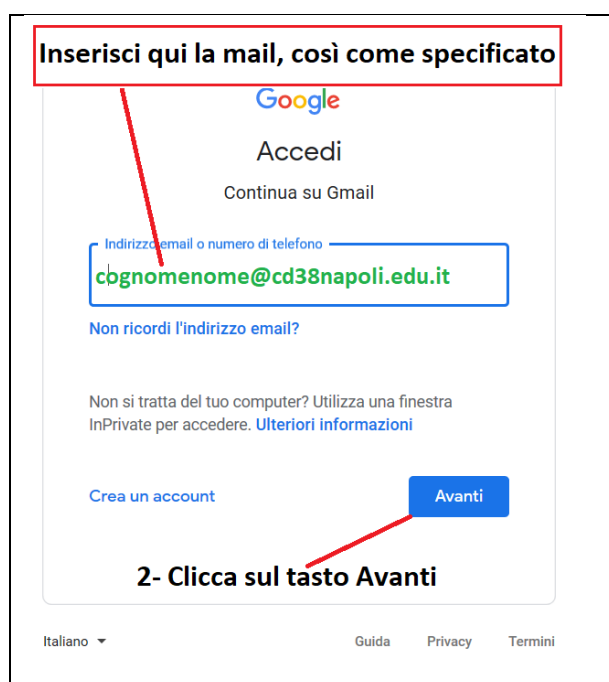 Inserisci qui la mail, così come specificato
Google
Accedi
Continua su Gmail
Indirizzo email o numero di telefono
cognomenome@cd38napoli.edu.it
Non ricordi l'indirizzo email?
Non si tratta del tuo computer? Utilizza una finestra
InPrivate per accedere. Ulteriori informazioni
Crea un account
Avanti
2- Clicca sul tasto Avanti
Italiano
Guida Privacy Termini